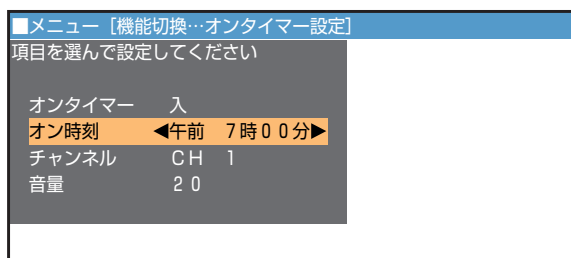 ■メニュー［機能切換…オンタイマー設定］
項目を選んで設定してください
オンタイマー　入
オン時刻　◀午前　７時００分▶
チャンネル　ＣＨ　１
音量　２０